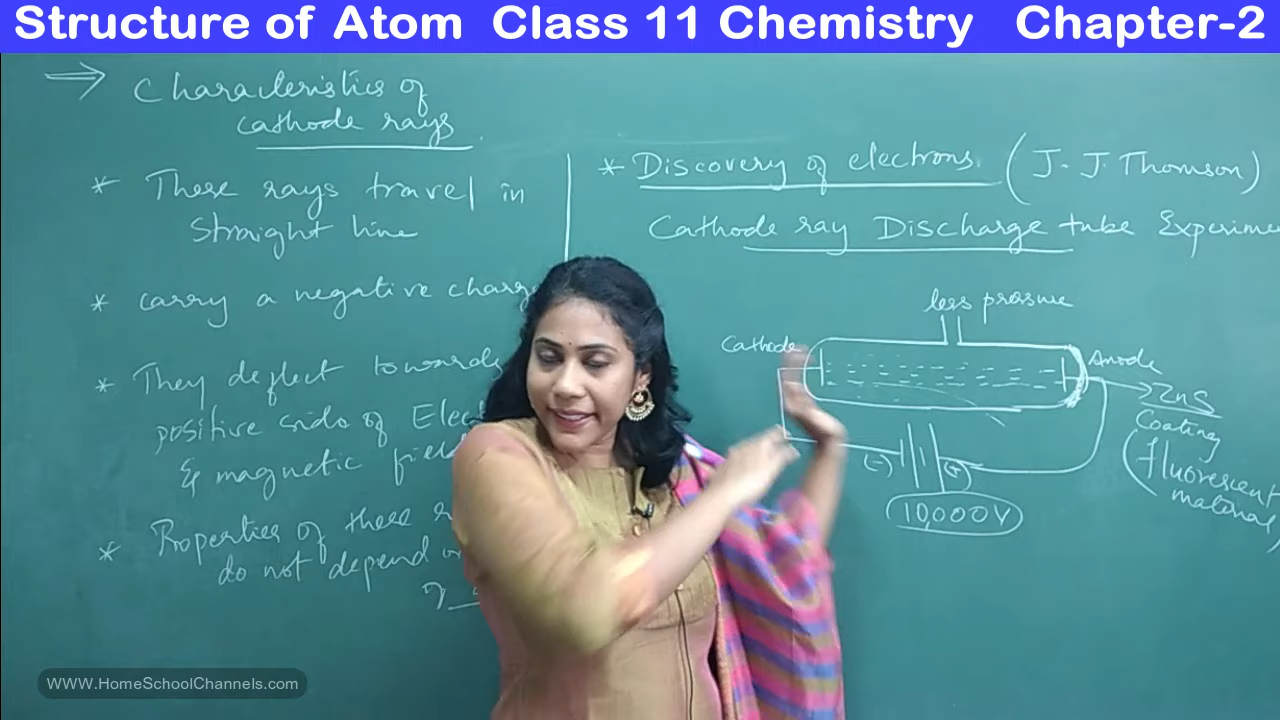 Structure of Atom Class 11 Chemistry Chapter-2
⇒ Characteristics of
cathode rays
* These rays travel in
straight line
* carry a negative charge
* They deflect towards
positive side of Elec
& magnetic fiel
* Properties of these r
do not depend o
* Discovery of electrons. (J. J Thomson)
Cathode ray Discharge tube Experime
less pressure
Cathode
Anode
ZnS
Coating
(fluorescent
material)
(-)
(+)
10,000V
WWW.HomeSchoolChannels.com